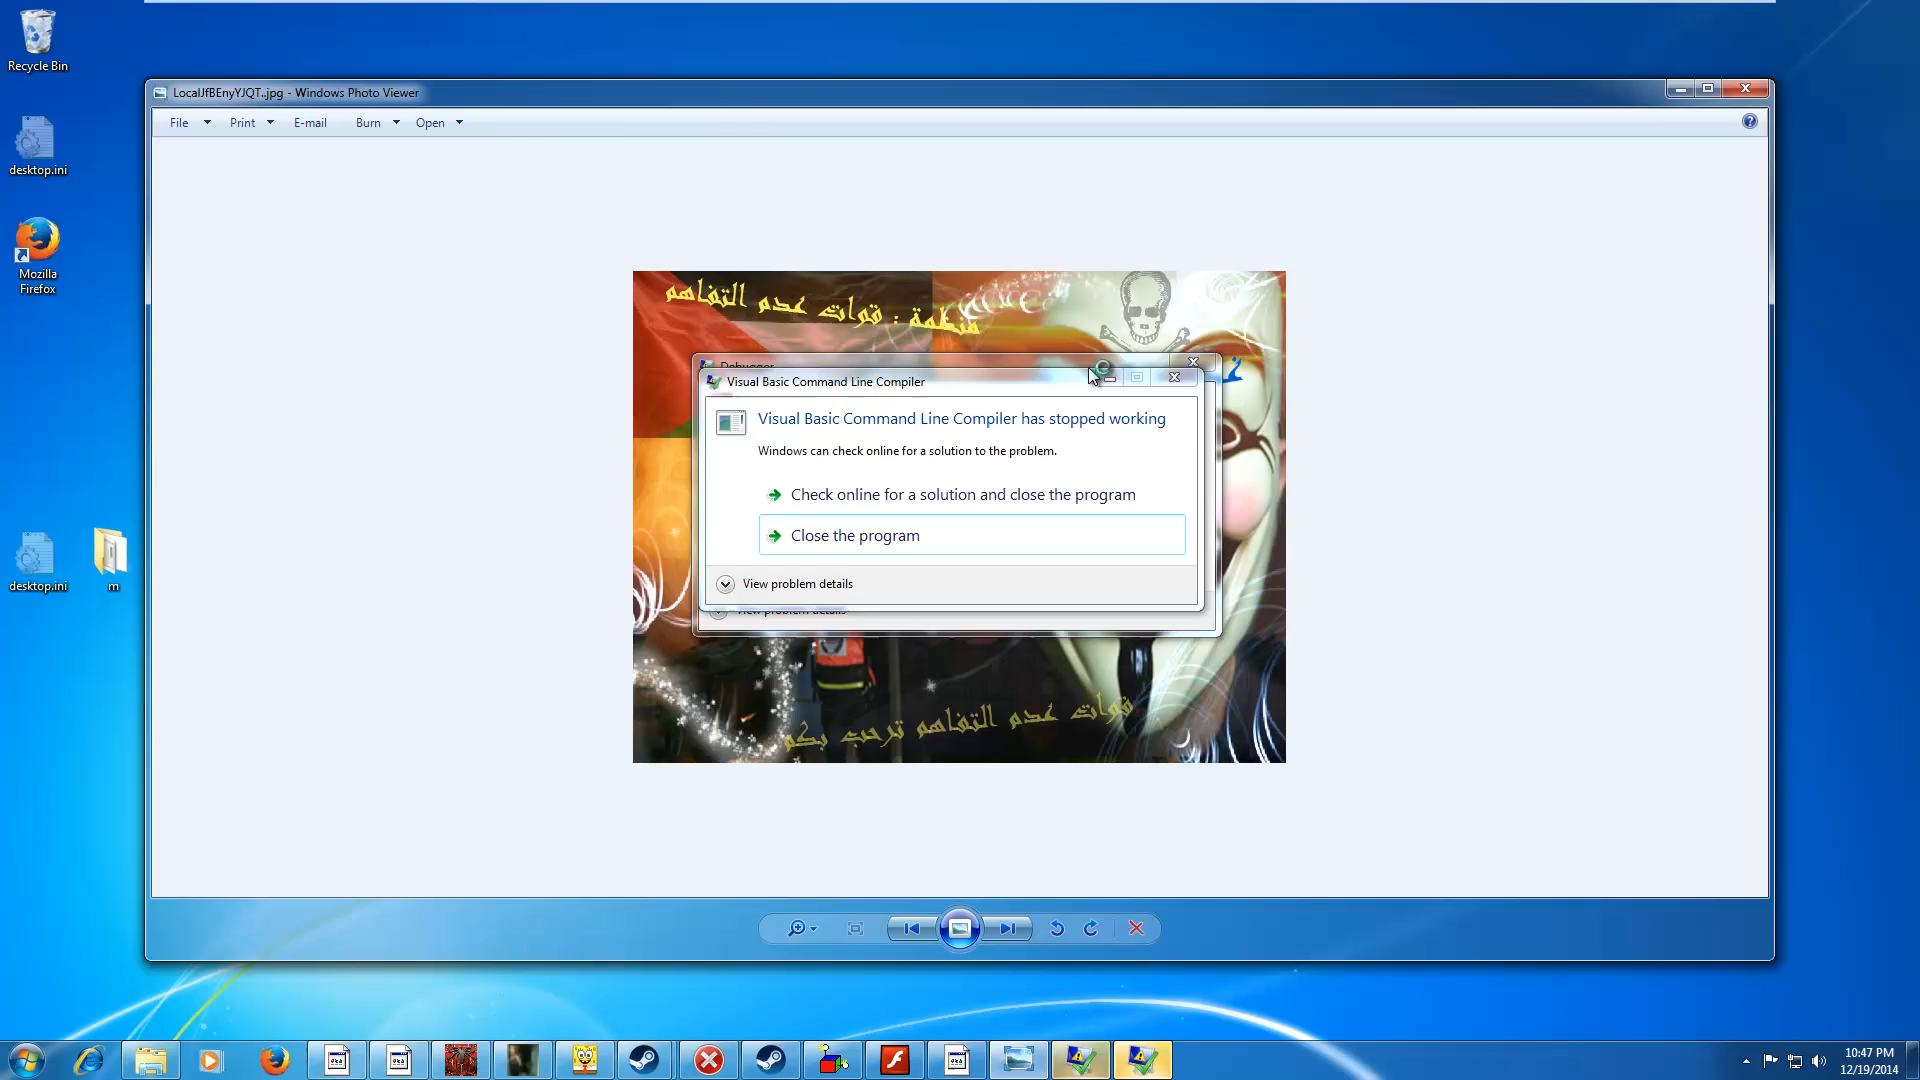 Recycle Bin
LocalJfBEnyYJQT..jpg - Windows Photo Viewer
File Print E-mail Burn Open
desktop.ini
Mozilla
Firefox
منظمة : قوات عدم التفاهم
Debugger
Visual Basic Command Line Compiler
Visual Basic Command Line Compiler has stopped working
Windows can check online for a solution to the problem.
Check online for a solution and close the program
Close the program
View problem details
View problem details
desktop.ini
m
قوات عدم التفاهم ترحب بكم
10:47 PM
12/19/2014